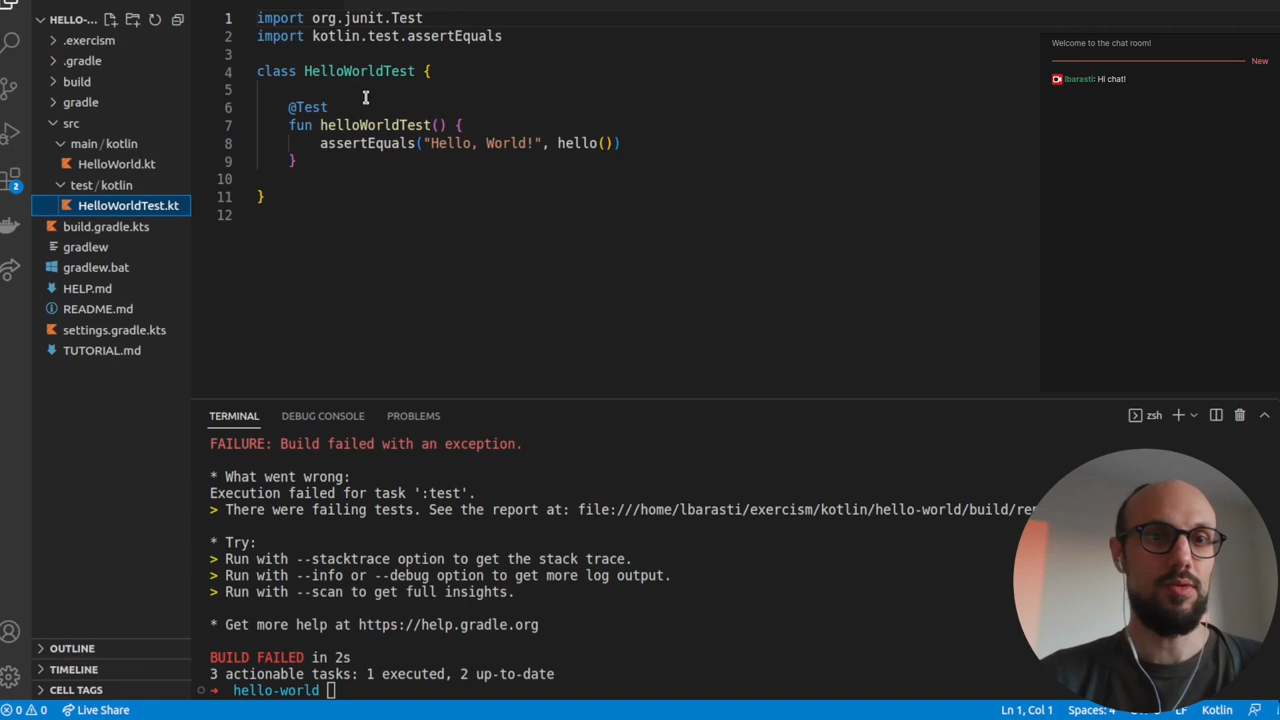 HELLO-...
.exercism
.gradle
build
gradle
src
main/kotlin
HelloWorld.kt
test/kotlin
HelloWorldTest.kt
build.gradle.kts
gradlew
gradlew.bat
HELP.md
README.md
settings.gradle.kts
TUTORIAL.md
OUTLINE
TIMELINE
CELL TAGS
2
1 import org.junit.Test
2 import kotlin.test.assertEquals
3
4 class HelloWorldTest {
5
6 @Test
7 fun helloWorldTest() {
8 assertEquals("Hello, World!", hello())
9 }
10
11 }
12
Welcome to the chat room!
New
lbarasti: Hi chat!
TERMINAL DEBUG CONSOLE PROBLEMS
zsh
FAILURE: Build failed with an exception.
* What went wrong:
Execution failed for task ':test'.
> There were failing tests. See the report at: file:///home/lbarasti/exercism/kotlin/hello-world/build/rep
* Try:
> Run with --stacktrace option to get the stack trace.
> Run with --info or --debug option to get more log output.
> Run with --scan to get full insights.
* Get more help at https://help.gradle.org
BUILD FAILED in 2s
3 actionable tasks: 1 executed, 2 up-to-date
➜ hello-world
0 0 Live Share
Ln 1, Col 1 Spaces: 4 LF Kotlin